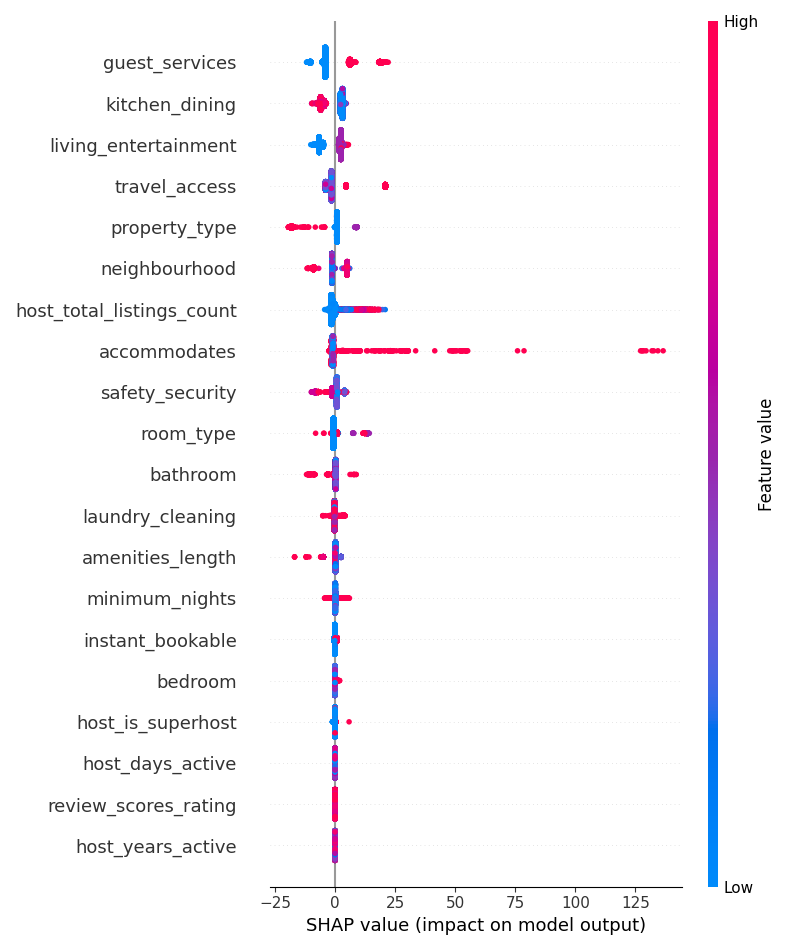 High
guest_services
kitchen_dining
living_entertainment
travel_access
property_type
neighbourhood
host_total_listings_count
accommodates
safety_security
room_type
bathroom
laundry_cleaning
amenities_length
minimum_nights
instant_bookable
bedroom
host_is_superhost
host_days_active
review_scores_rating
host_years_active
Feature value
Low
−25 0 25 50 75 100 125
SHAP value (impact on model output)